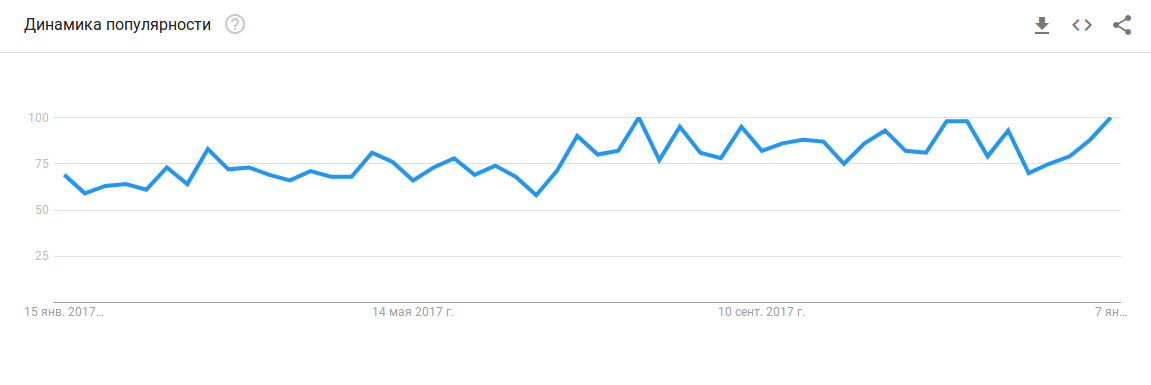 Динамика популярности ?
100
75
50
25
15 янв. 2017…
14 мая 2017 г.
10 сент. 2017 г.
7 ян…